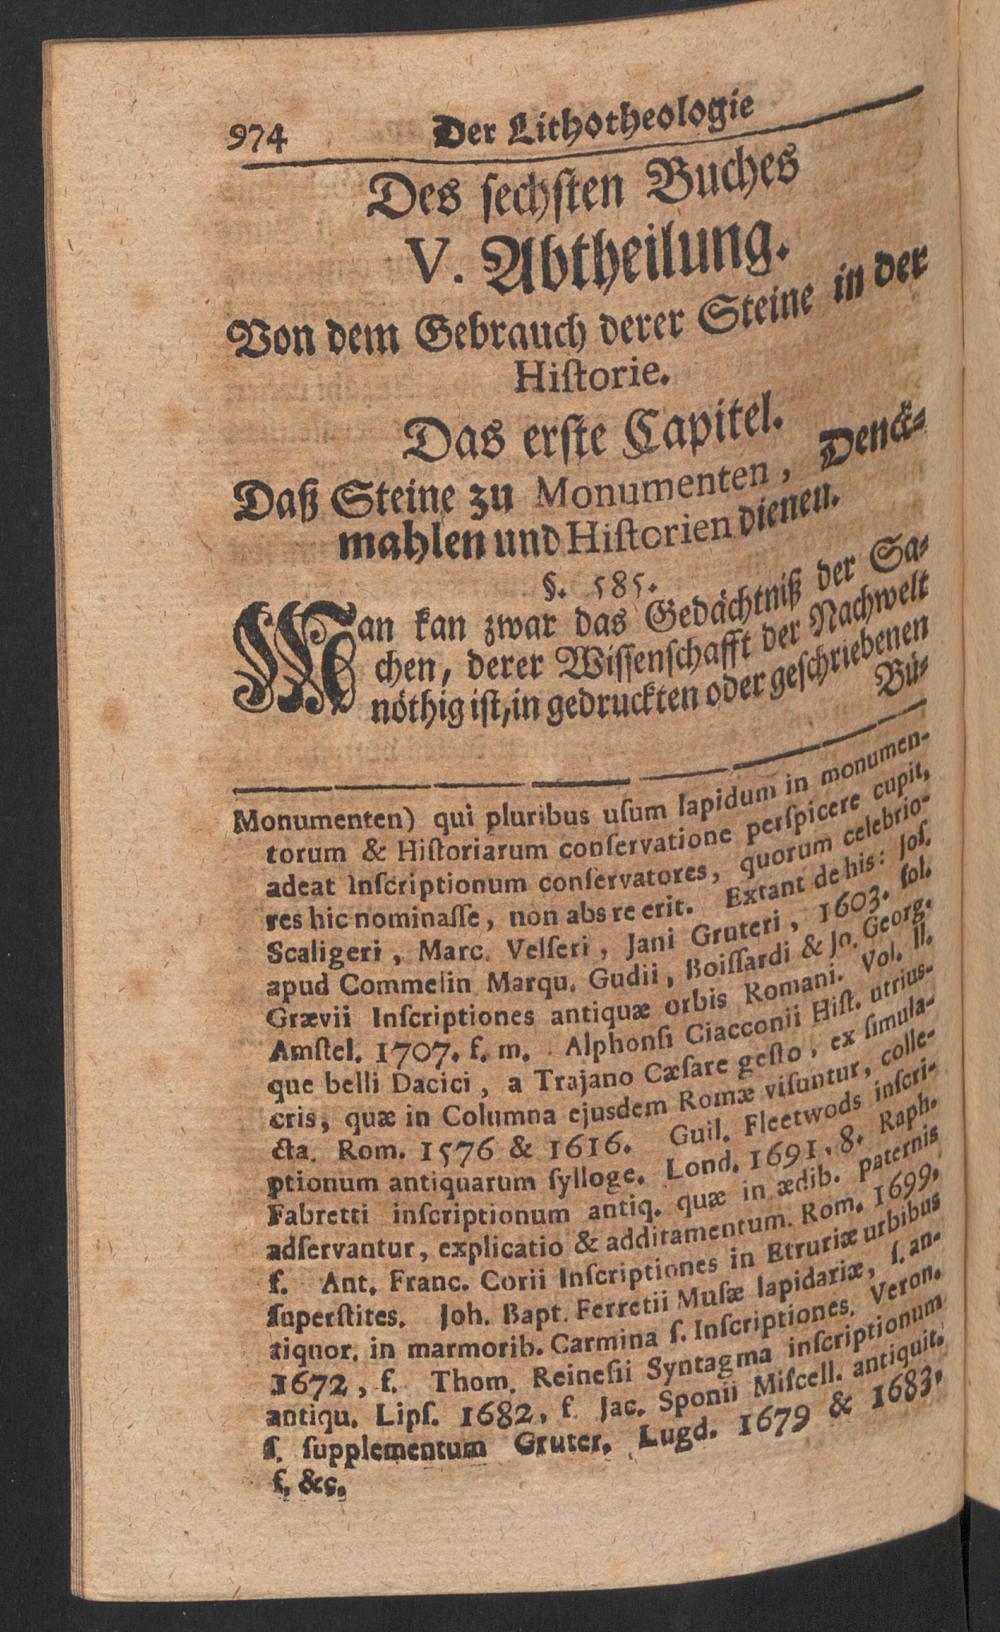 974 Der Lithotheologie
Des sechsten Buches
V. Abtheilung.
Von dem Gebrauch derer Steine in der
Historie.
Das erste Capitel.
Daß Steine zu Monumenten, Denck-
mahlen und Historien dienen.
§. 585.
Man kan zwar das Gedächtniß der Sa-
chen, derer Wissenschafft der Nachwelt
nöthig ist, in gedruckten oder geschriebenen
Bü-
Monumenten) qui pluribus usum lapidum in monumen-
torum & Historiarum conservatione perspicere cupit,
adeat Inscriptionum conservatores, quorum celebrio-
res hic nominasse, non abs re erit. Extant de his: Jos.
Scaligeri, Marc. Velseri, Jani Gruteri, 1603. fol.
apud Commelin Marqu. Gudii, Boissardi & Jo. Georg.
Grævii Inscriptiones antiquæ orbis Romani. Vol. II.
Amstel. 1707. f. m. Alphonsi Ciacconii Hist. utrius-
que belli Dacici, a Trajano Cæsare gesto, ex simula-
cris, quæ in Columna ejusdem Romæ visuntur, colle-
cta. Rom. 1576 & 1616. Guil. Fleetwods inscri-
ptionum antiquarum sylloge. Lond. 1691. 8. Raph.
Fabretti inscriptionum antiq. quæ in ædib. paternis
adservantur, explicatio & additamentum. Rom. 1699.
f. Ant. Franc. Corii Inscriptiones in Etruriæ urbibus
superstites. Joh. Bapt. Ferretii Musæ lapidariæ, s. an-
tiquor. in marmorib. Carmina s. Inscriptiones. Veron.
1672, f. Thom. Reinesii Syntagma inscriptionum
antiqu. Lips. 1682. f. Jac. Sponii Miscell. antiquit.
s. supplementum Gruter. Lugd. 1679 & 1683.
f. &c.